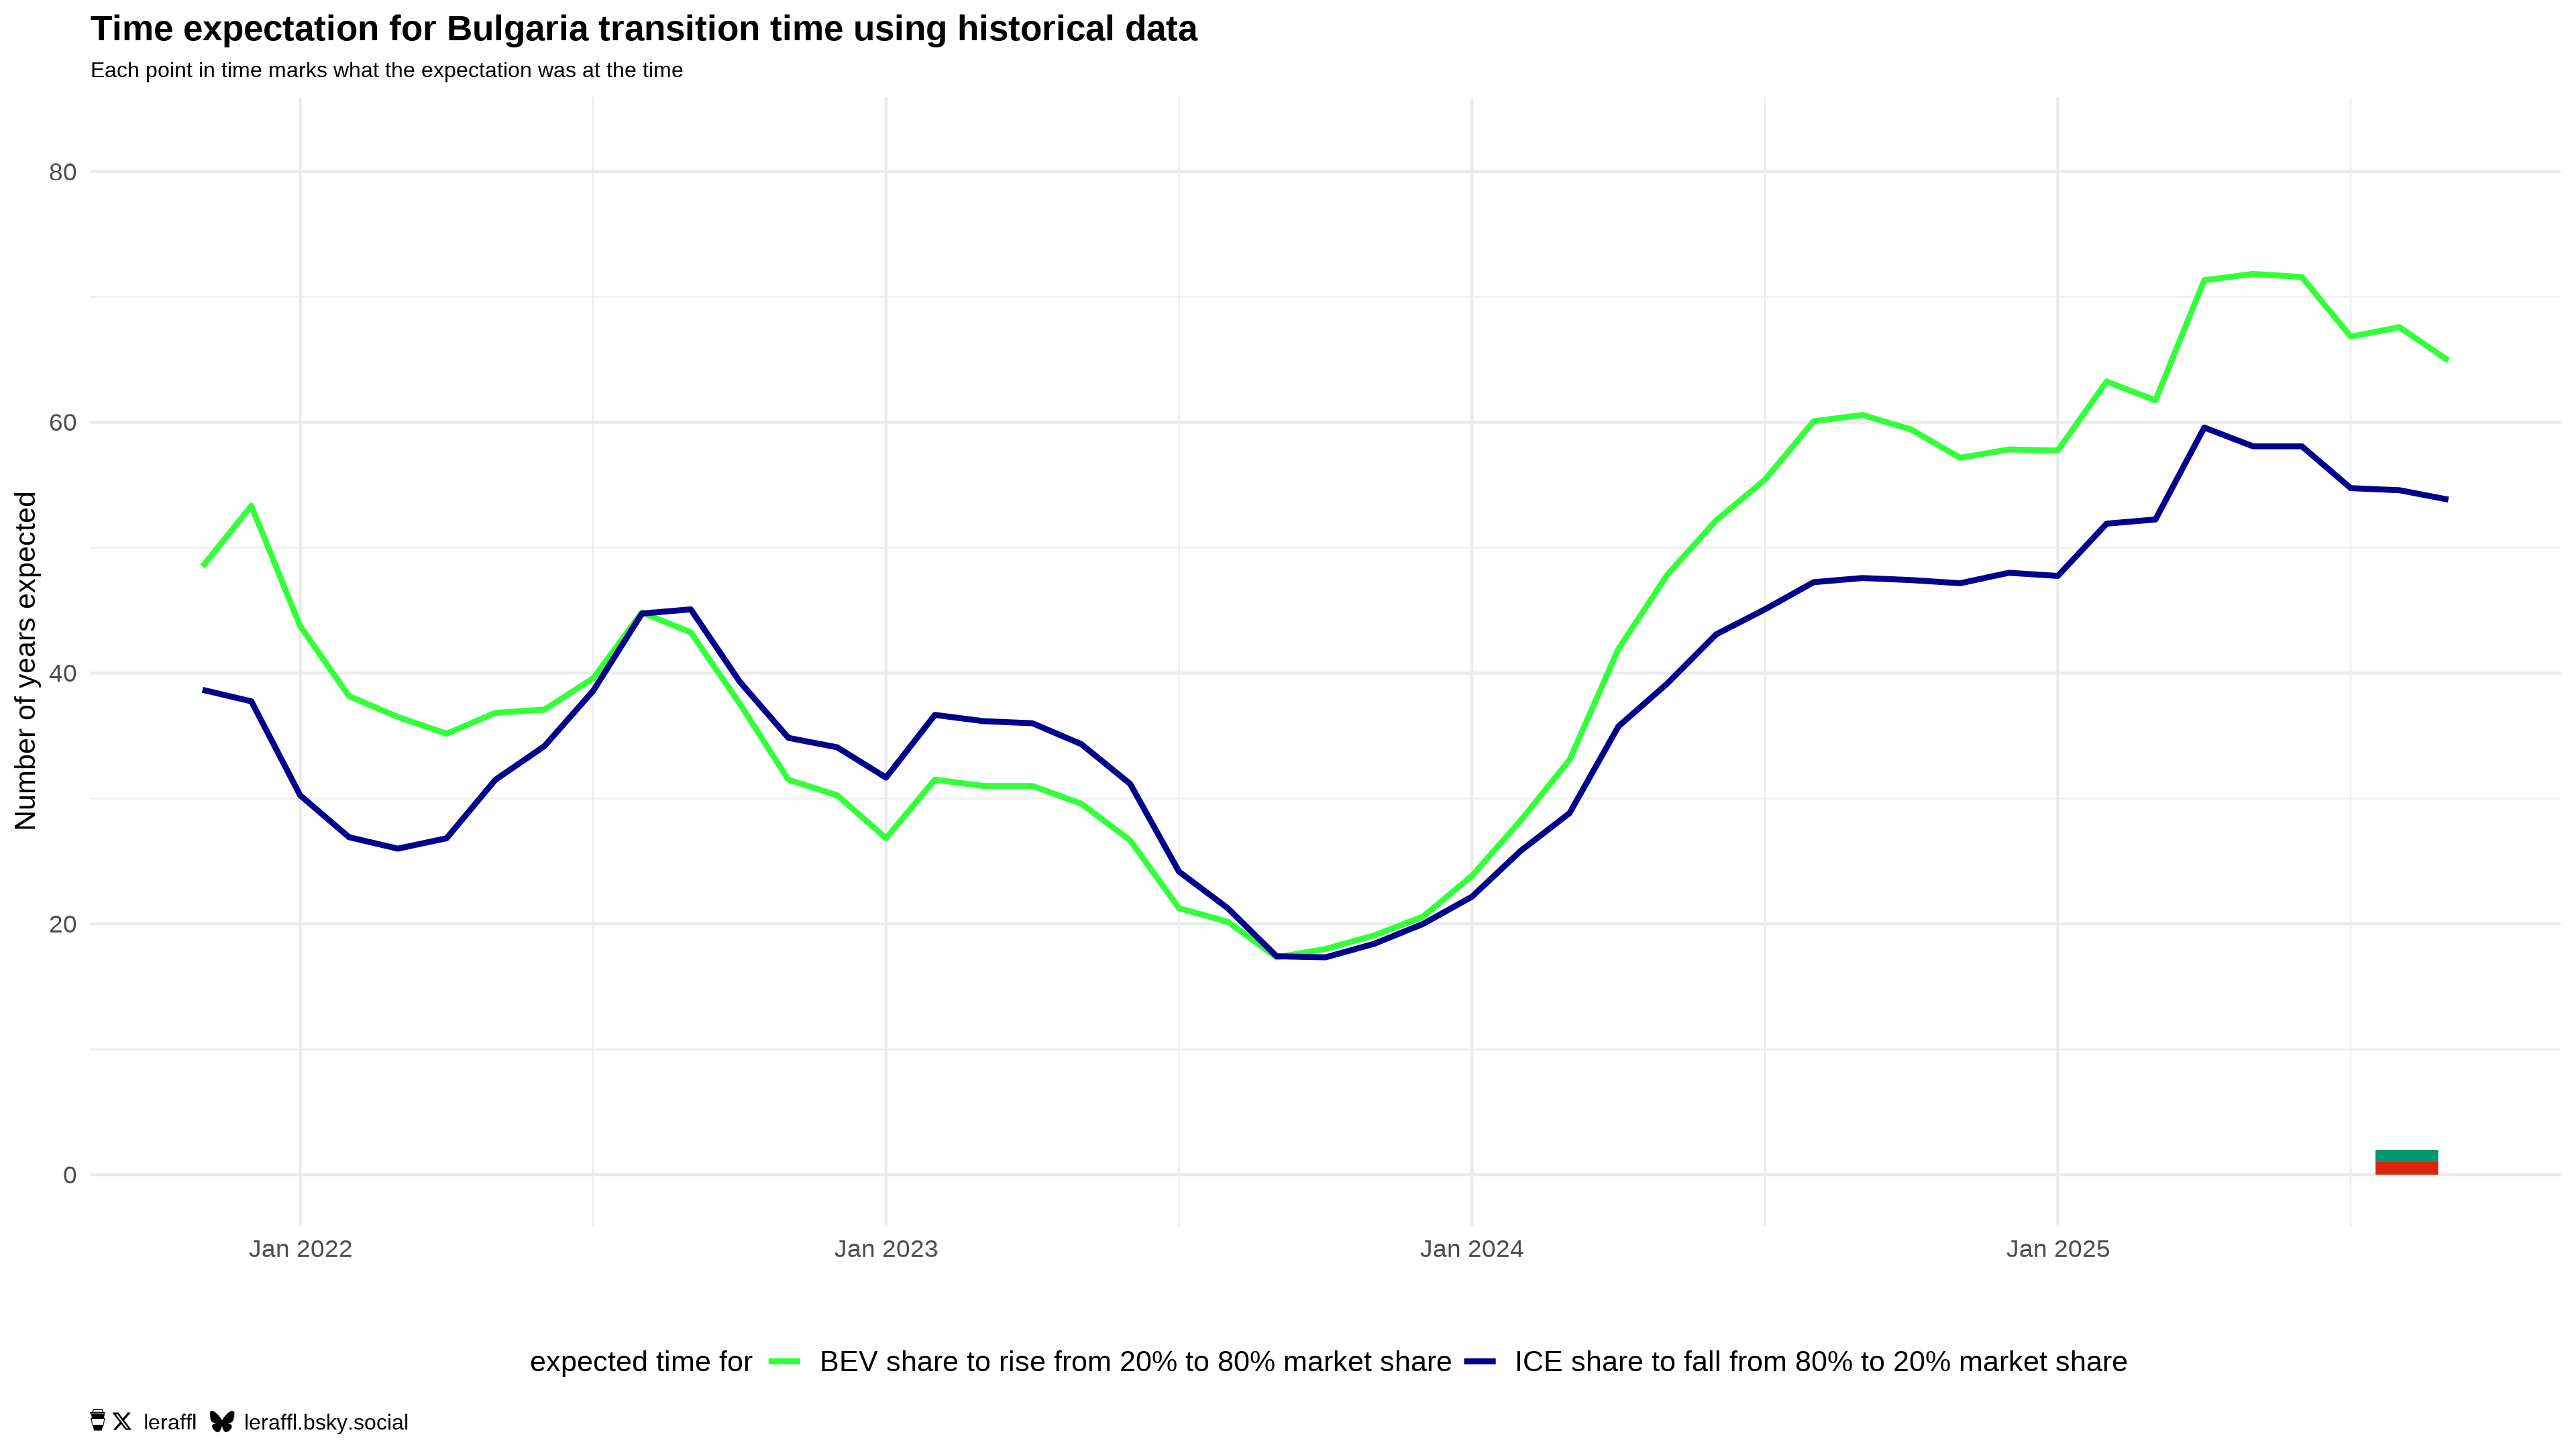 Time expectation for Bulgaria transition time using historical data
Each point in time marks what the expectation was at the time
Number of years expected
80
60
40
20
0
Jan 2022 Jan 2023 Jan 2024 Jan 2025
expected time for BEV share to rise from 20% to 80% market share ICE share to fall from 80% to 20% market share
leraffl leraffl.bsky.social